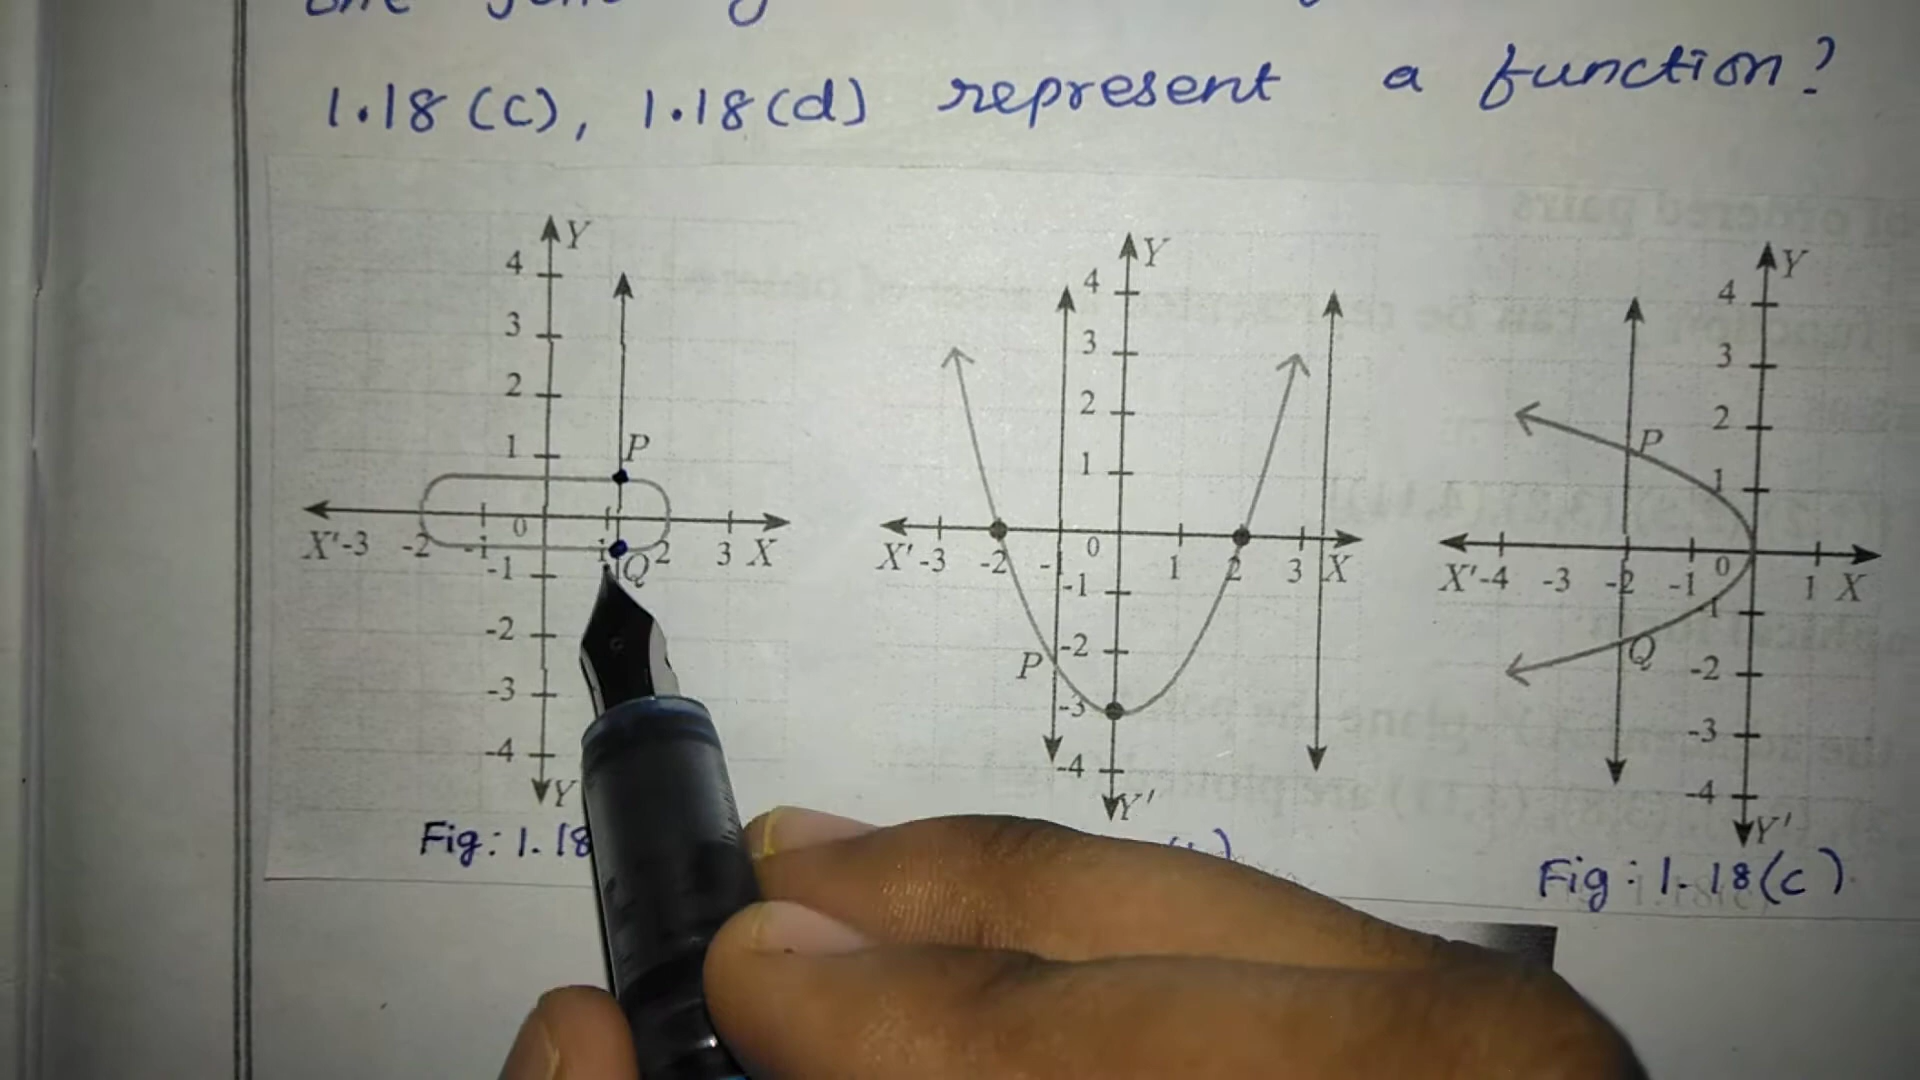 1.18 (c), 1.18 (d) represent a function?
Y
4
3
2
1
P
0
X' -3 -2 -1 1 Q 2 3 X
-1
-2
-3
-4
Y
Fig: 1.18
Y
4
3
2
1
0
X' -3 -2 -1 1 2 3 X
-1
P -2
-3
-4
Y'
Y
4
3
2
P
1
0
X' -4 -3 -2 -1 1 X
-1
Q -2
-3
-4
Y'
Fig: 1.18(c)